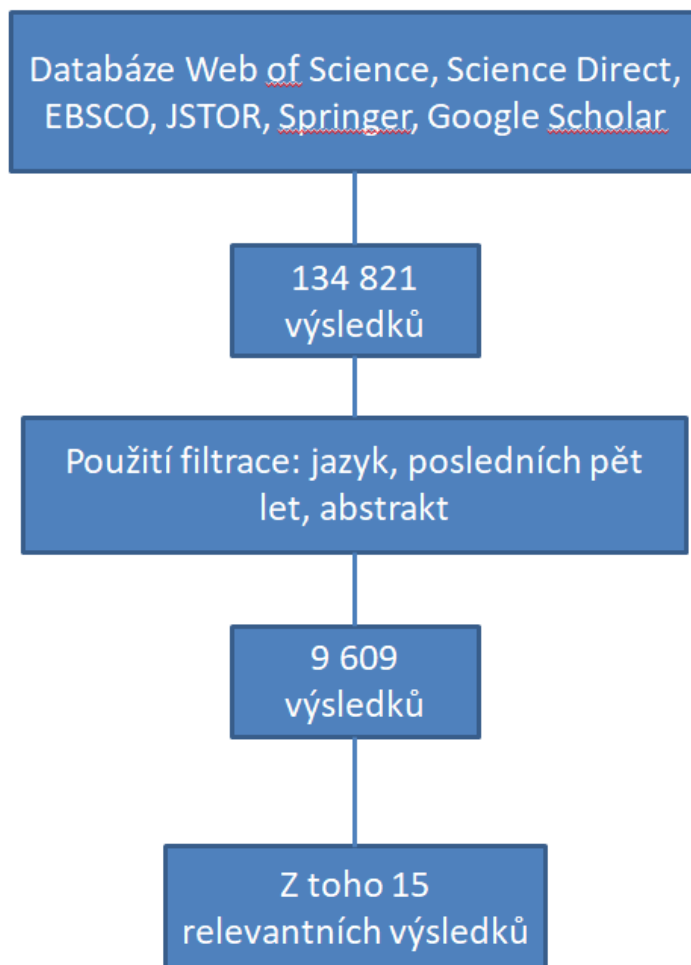 Databáze Web of Science, Science Direct,
EBSCO, JSTOR, Springer, Google Scholar
134 821
výsledků
Použití filtrace: jazyk, posledních pět
let, abstrakt
9 609
výsledků
Z toho 15
relevantních výsledků